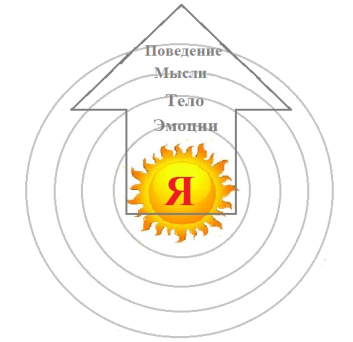 Поведение
Мысли
Тело
Эмоции
Я